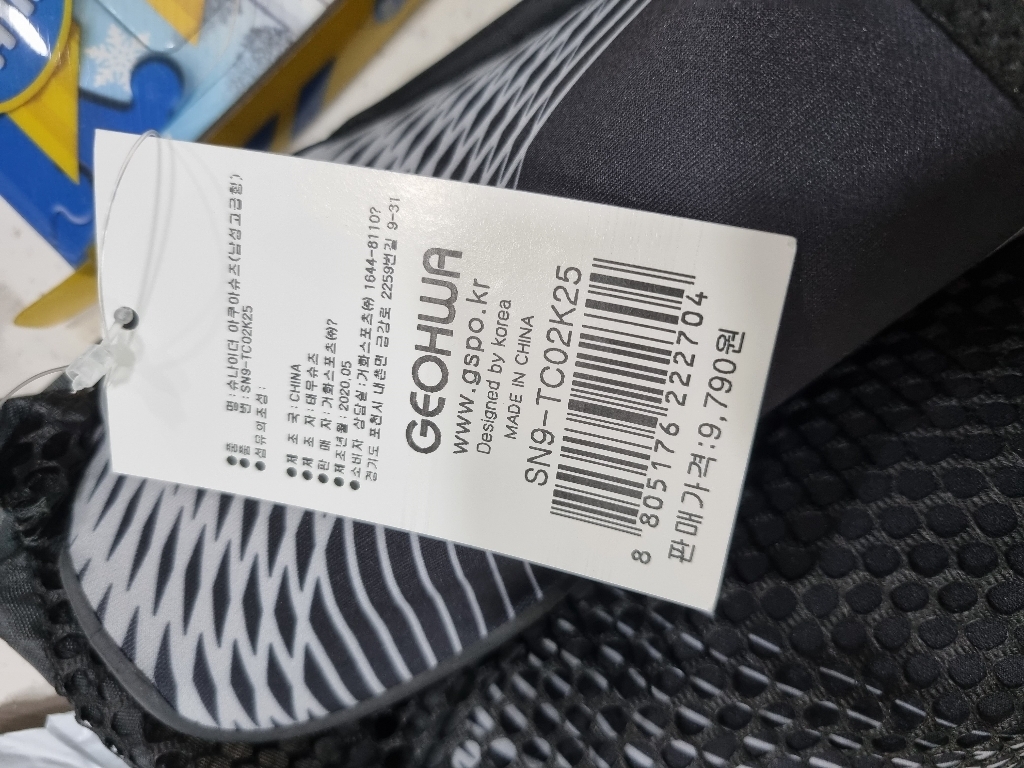 ●품 명:슈나이더 아쿠아슈즈(남성고급형)
●품 번:SN9-TC02K25
●섬유의조성:
●제 조 국:CHINA
●제 조 자:태무슈즈
●판 매 자:거화스포츠㈜?
●제조년월:2020.05
●소비자 상담실:거화스포츠㈜ 1644-8110?
경기도 포천시 내촌면 금강로 2259번길 9-31
GEOHWA
www.gspo.kr
Designed by korea
MADE IN CHINA
SN9-TC02K25
8 805176 222704
판매가격:9,790원